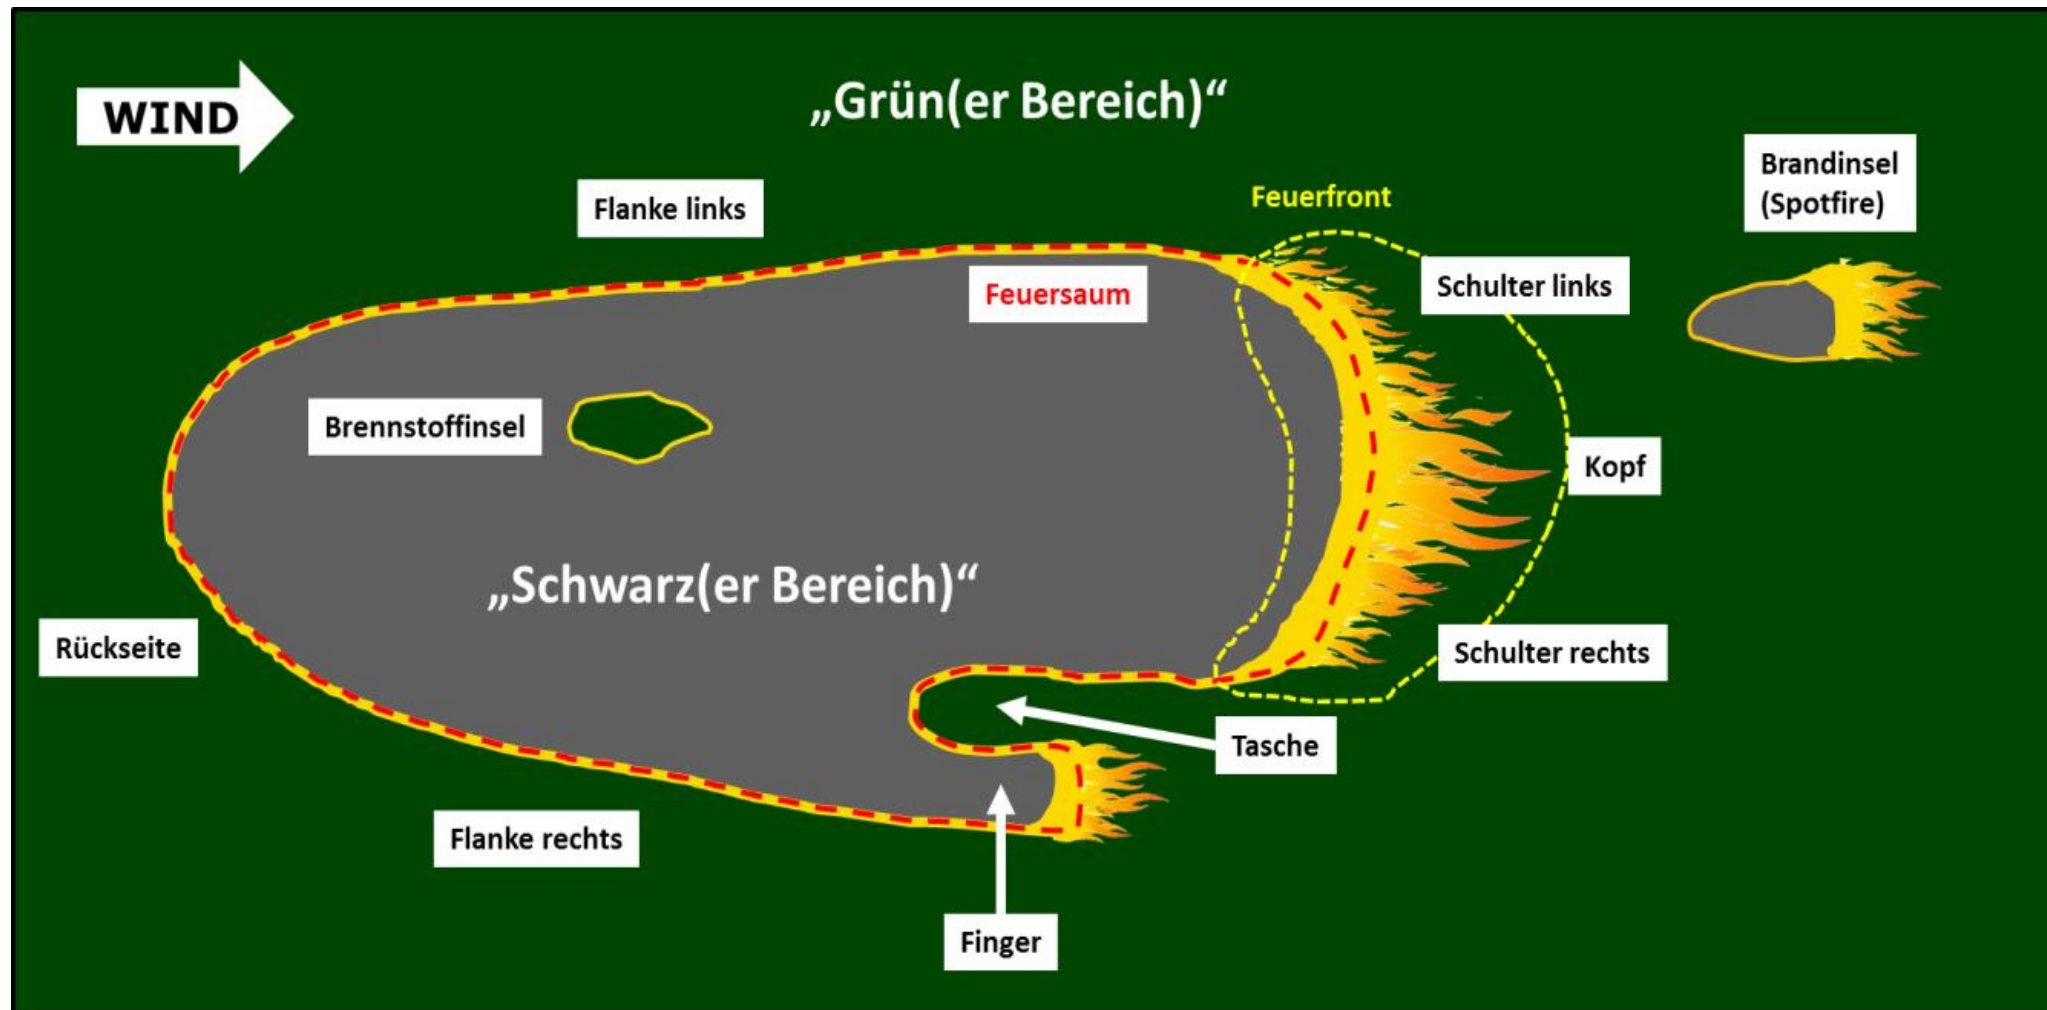 WIND
„Grün(er Bereich)“
Brandinsel
(Spotfire)
Flanke links
Feuerfront
Feuersaum
Schulter links
Brennstoffinsel
Kopf
„Schwarz(er Bereich)“
Rückseite
Schulter rechts
Tasche
Flanke rechts
Finger